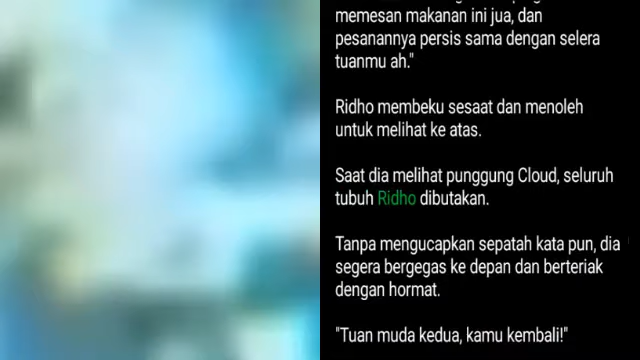 memesan makanan ini jua, dan
pesanannya persis sama dengan selera
tuanmu ah."
Ridho membeku sesaat dan menoleh
untuk melihat ke atas.
Saat dia melihat punggung Cloud, seluruh
tubuh Ridho dibutakan.
Tanpa mengucapkan sepatah kata pun, dia
segera bergegas ke depan dan berteriak
dengan hormat.
"Tuan muda kedua, kamu kembali!"